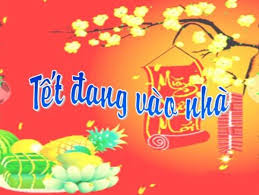 Tết đang vào nhà